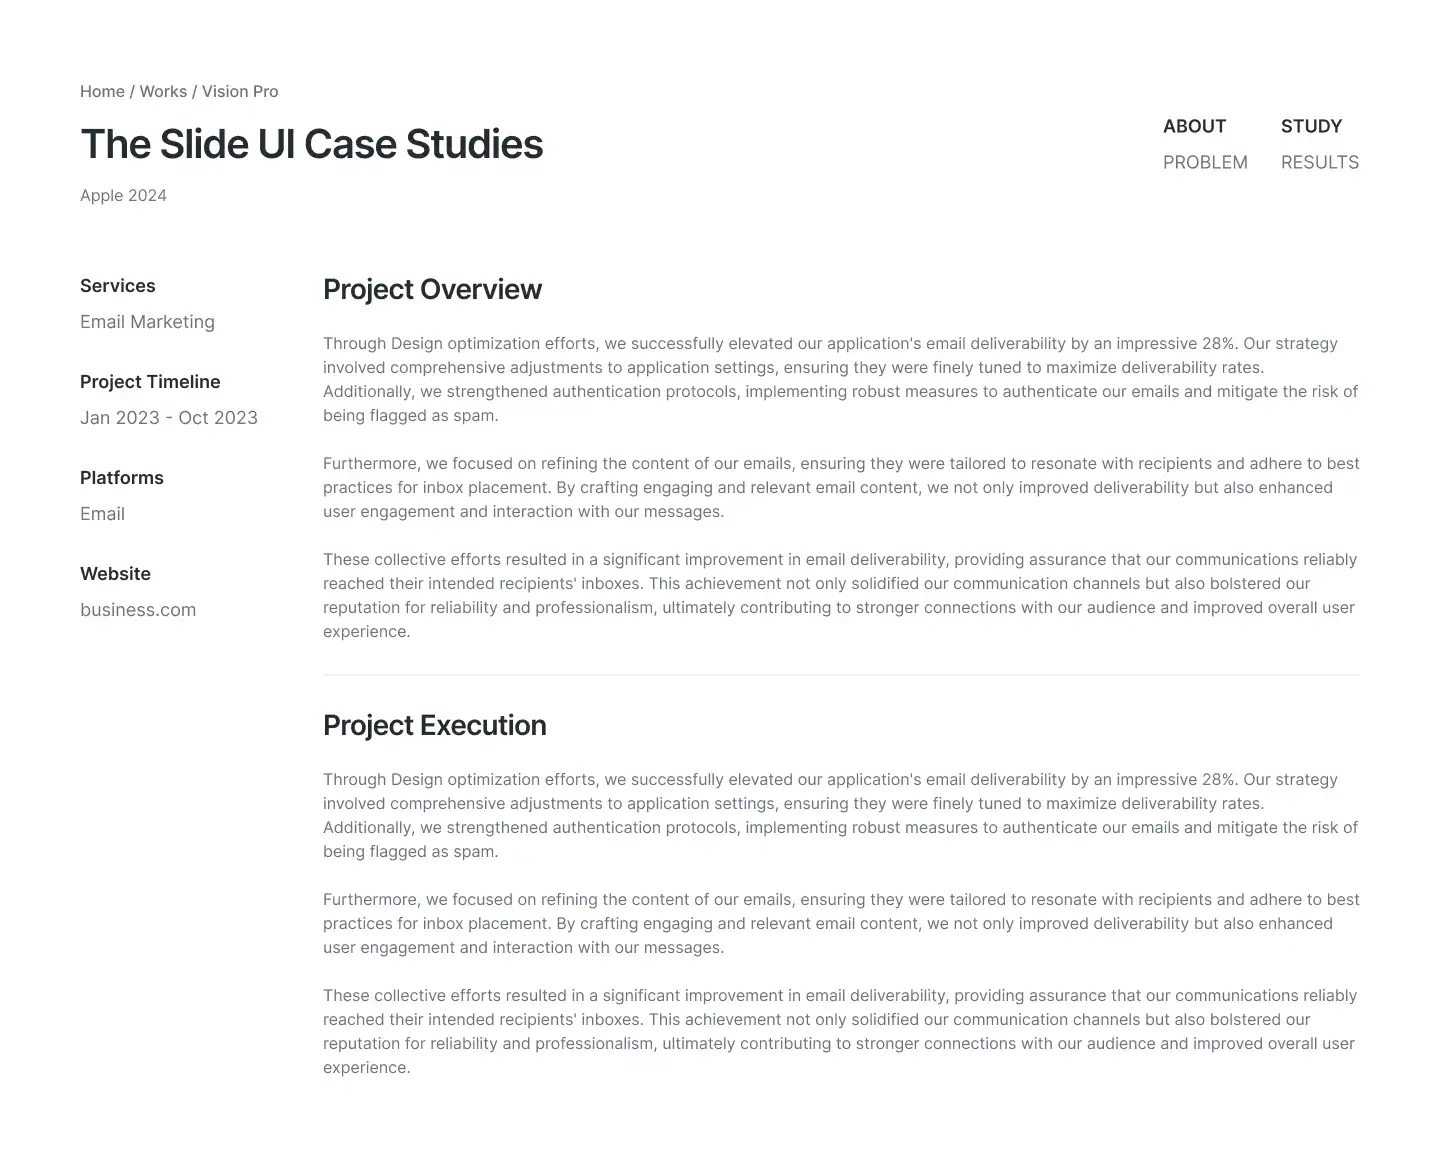 Home / Works / Vision Pro
The Slide UI Case Studies
Apple 2024
ABOUT
PROBLEM
STUDY
RESULTS
Services
Email Marketing
Project Timeline
Jan 2023 - Oct 2023
Platforms
Email
Website
business.com
Project Overview
Through Design optimization efforts, we successfully elevated our application's email deliverability by an impressive 28%. Our strategy
involved comprehensive adjustments to application settings, ensuring they were finely tuned to maximize deliverability rates.
Additionally, we strengthened authentication protocols, implementing robust measures to authenticate our emails and mitigate the risk of
being flagged as spam.
Furthermore, we focused on refining the content of our emails, ensuring they were tailored to resonate with recipients and adhere to best
practices for inbox placement. By crafting engaging and relevant email content, we not only improved deliverability but also enhanced
user engagement and interaction with our messages.
These collective efforts resulted in a significant improvement in email deliverability, providing assurance that our communications reliably
reached their intended recipients' inboxes. This achievement not only solidified our communication channels but also bolstered our
reputation for reliability and professionalism, ultimately contributing to stronger connections with our audience and improved overall user
experience.
Project Execution
Through Design optimization efforts, we successfully elevated our application's email deliverability by an impressive 28%. Our strategy
involved comprehensive adjustments to application settings, ensuring they were finely tuned to maximize deliverability rates.
Additionally, we strengthened authentication protocols, implementing robust measures to authenticate our emails and mitigate the risk of
being flagged as spam.
Furthermore, we focused on refining the content of our emails, ensuring they were tailored to resonate with recipients and adhere to best
practices for inbox placement. By crafting engaging and relevant email content, we not only improved deliverability but also enhanced
user engagement and interaction with our messages.
These collective efforts resulted in a significant improvement in email deliverability, providing assurance that our communications reliably
reached their intended recipients' inboxes. This achievement not only solidified our communication channels but also bolstered our
reputation for reliability and professionalism, ultimately contributing to stronger connections with our audience and improved overall user
experience.